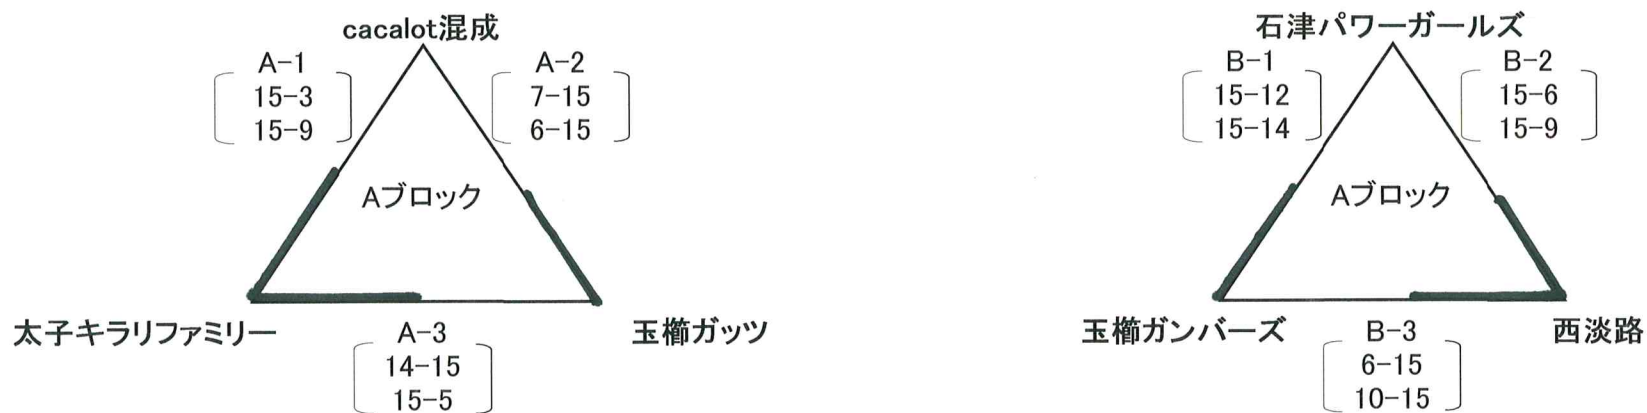 cacalot混成
A-1
15-3
15-9
A-2
7-15
6-15
Aブロック
太子キラリファミリー
A-3
14-15
15-5
玉櫛ガッツ
石津パワーガールズ
B-1
15-12
15-14
B-2
15-6
15-9
Aブロック
玉櫛ガンバーズ
B-3
6-15
10-15
西淡路